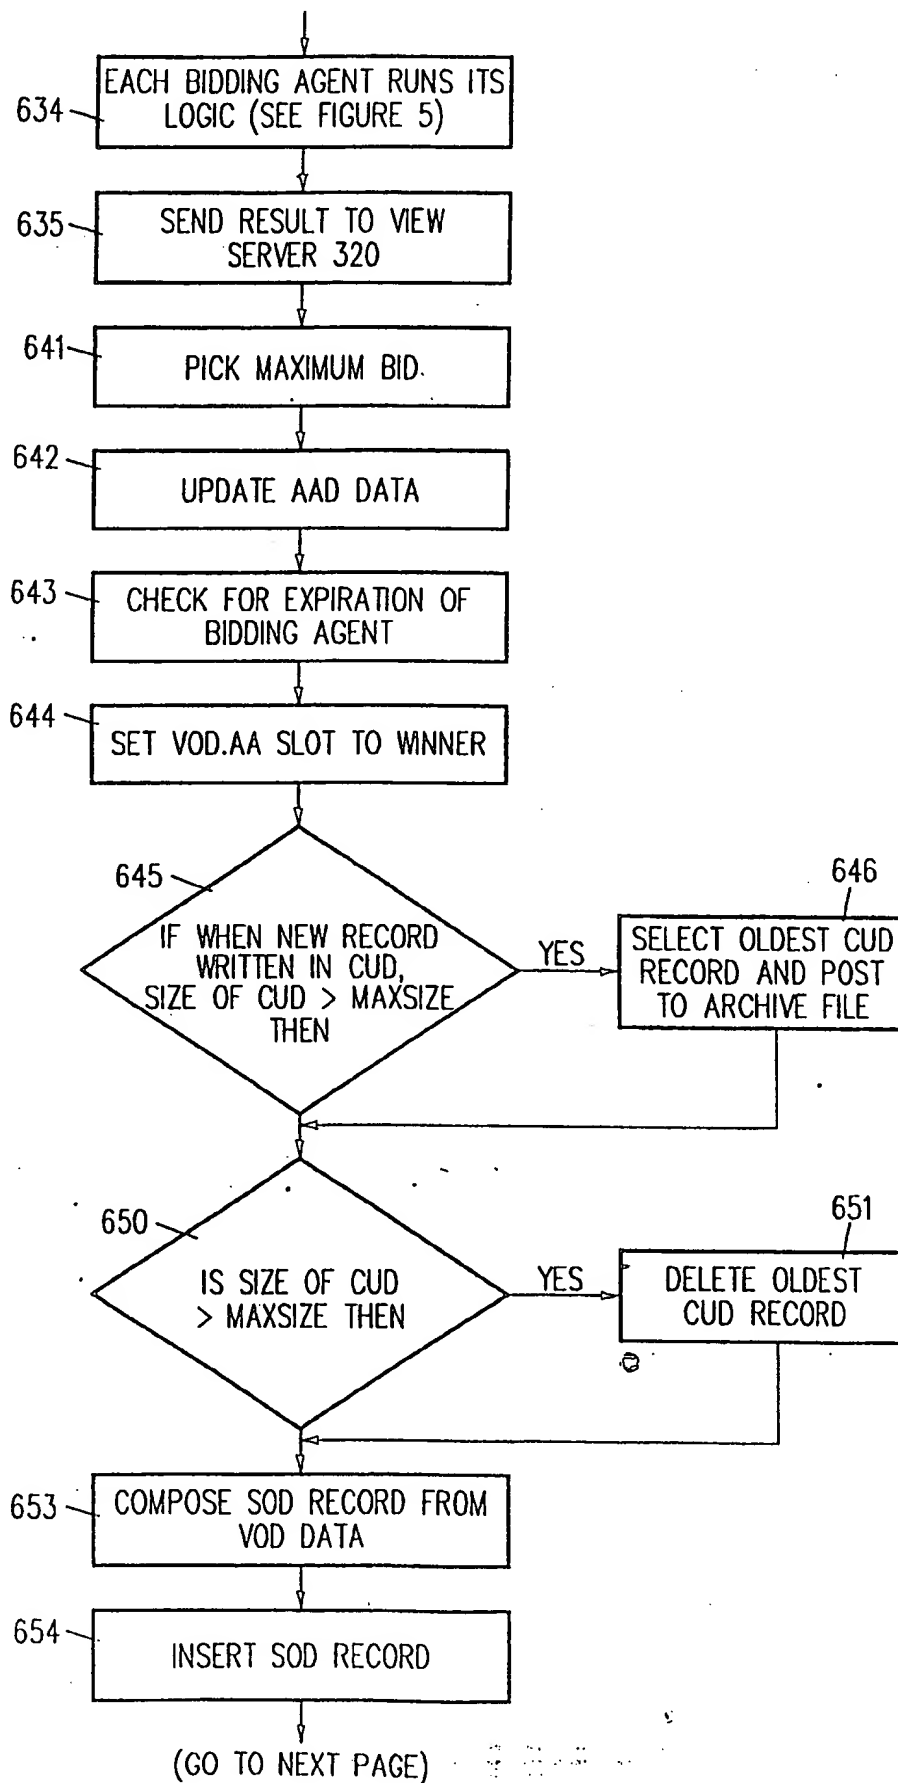 634
EACH BIDDING AGENT RUNS ITS
LOGIC (SEE FIGURE 5)
635
SEND RESULT TO VIEW
SERVER 320
641
PICK MAXIMUM BID
642
UPDATE AAD DATA
643
CHECK FOR EXPIRATION OF
BIDDING AGENT
644
SET VOD.AA SLOT TO WINNER
645
IF WHEN NEW RECORD
WRITTEN IN CUD,
SIZE OF CUD > MAXSIZE
THEN
YES
646
SELECT OLDEST CUD
RECORD AND POST
TO ARCHIVE FILE
650
IS SIZE OF CUD
> MAXSIZE THEN
YES
651
DELETE OLDEST
CUD RECORD
653
COMPOSE SOD RECORD FROM
VOD DATA
654
INSERT SOD RECORD
(GO TO NEXT PAGE)